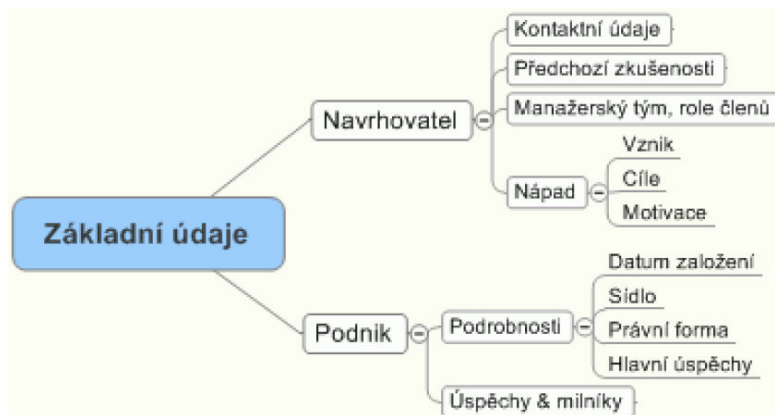 Základní údaje
Navrhovatel
Kontaktní údaje
Předchozí zkušenosti
Manažerský tým, role členů
Nápad
Vznik
Cíle
Motivace
Podnik
Podrobnosti
Datum založení
Sídlo
Právní forma
Hlavní úspěchy
Úspěchy & milníky